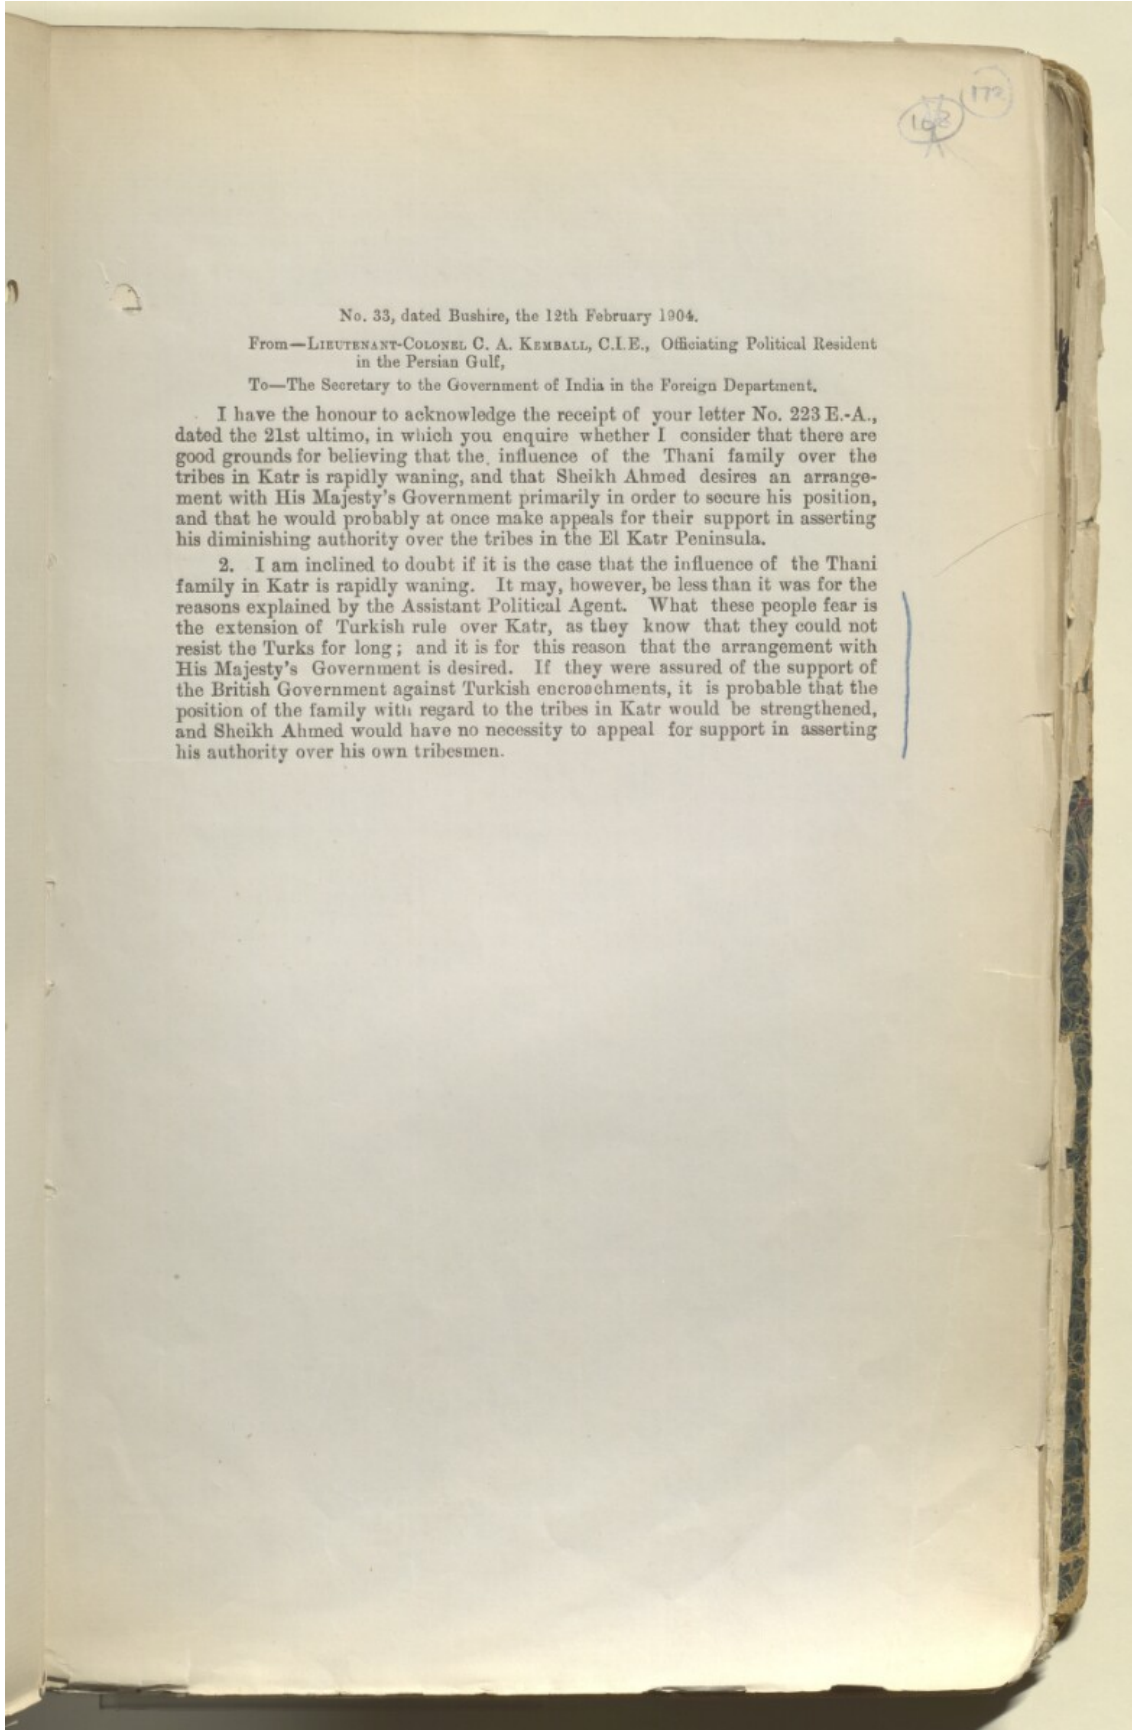 172
168
No. 33, dated Bushire, the 12th February 1904.
From—LIEUTENANT-COLONEL C. A. KEMBALL, C.I.E., Officiating Political Resident
in the Persian Gulf,
To—The Secretary to the Government of India in the Foreign Department.
I have the honour to acknowledge the receipt of your letter No. 223 E.-A.,
dated the 21st ultimo, in which you enquire whether I consider that there are
good grounds for believing that the influence of the Thani family over the
tribes in Katr is rapidly waning, and that Sheikh Ahmed desires an arrange-
ment with His Majesty's Government primarily in order to secure his position,
and that he would probably at once make appeals for their support in asserting
his diminishing authority over the tribes in the El Katr Peninsula.
2. I am inclined to doubt if it is the case that the influence of the Thani
family in Katr is rapidly waning. It may, however, be less than it was for the
reasons explained by the Assistant Political Agent. What these people fear is
the extension of Turkish rule over Katr, as they know that they could not
resist the Turks for long; and it is for this reason that the arrangement with
His Majesty's Government is desired. If they were assured of the support of
the British Government against Turkish encroachments, it is probable that the
position of the family with regard to the tribes in Katr would be strengthened,
and Sheikh Ahmed would have no necessity to appeal for support in asserting
his authority over his own tribesmen.